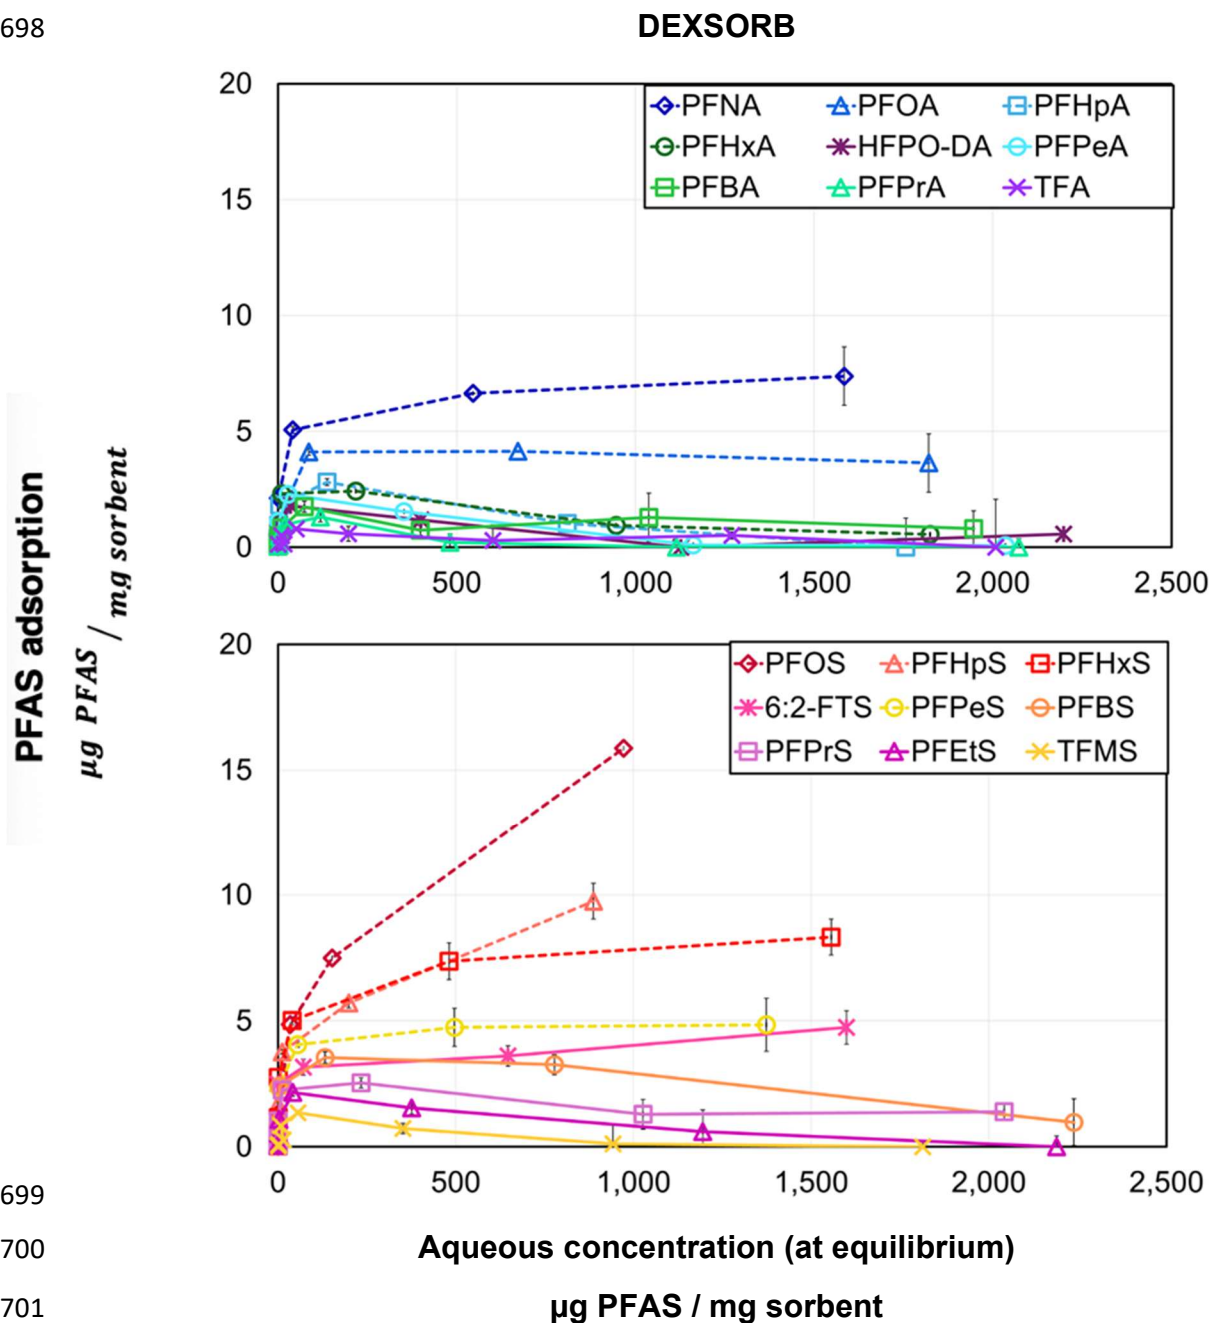 698
DEXSORB
20
15
10
5
0
PFNA PFOA PFHpA
PFHxA HFPO-DA PFPeA
PFBA PFPrA TFA
0 500 1,000 1,500 2,000 2,500
PFAS adsorption
µg PFAS / mg sorbent
20
15
10
5
0
PFOS PFHpS PFHxS
6:2-FTS PFPeS PFBS
PFPrS PFEtS TFMS
0 500 1,000 1,500 2,000 2,500
699
700 Aqueous concentration (at equilibrium)
701 µg PFAS / mg sorbent